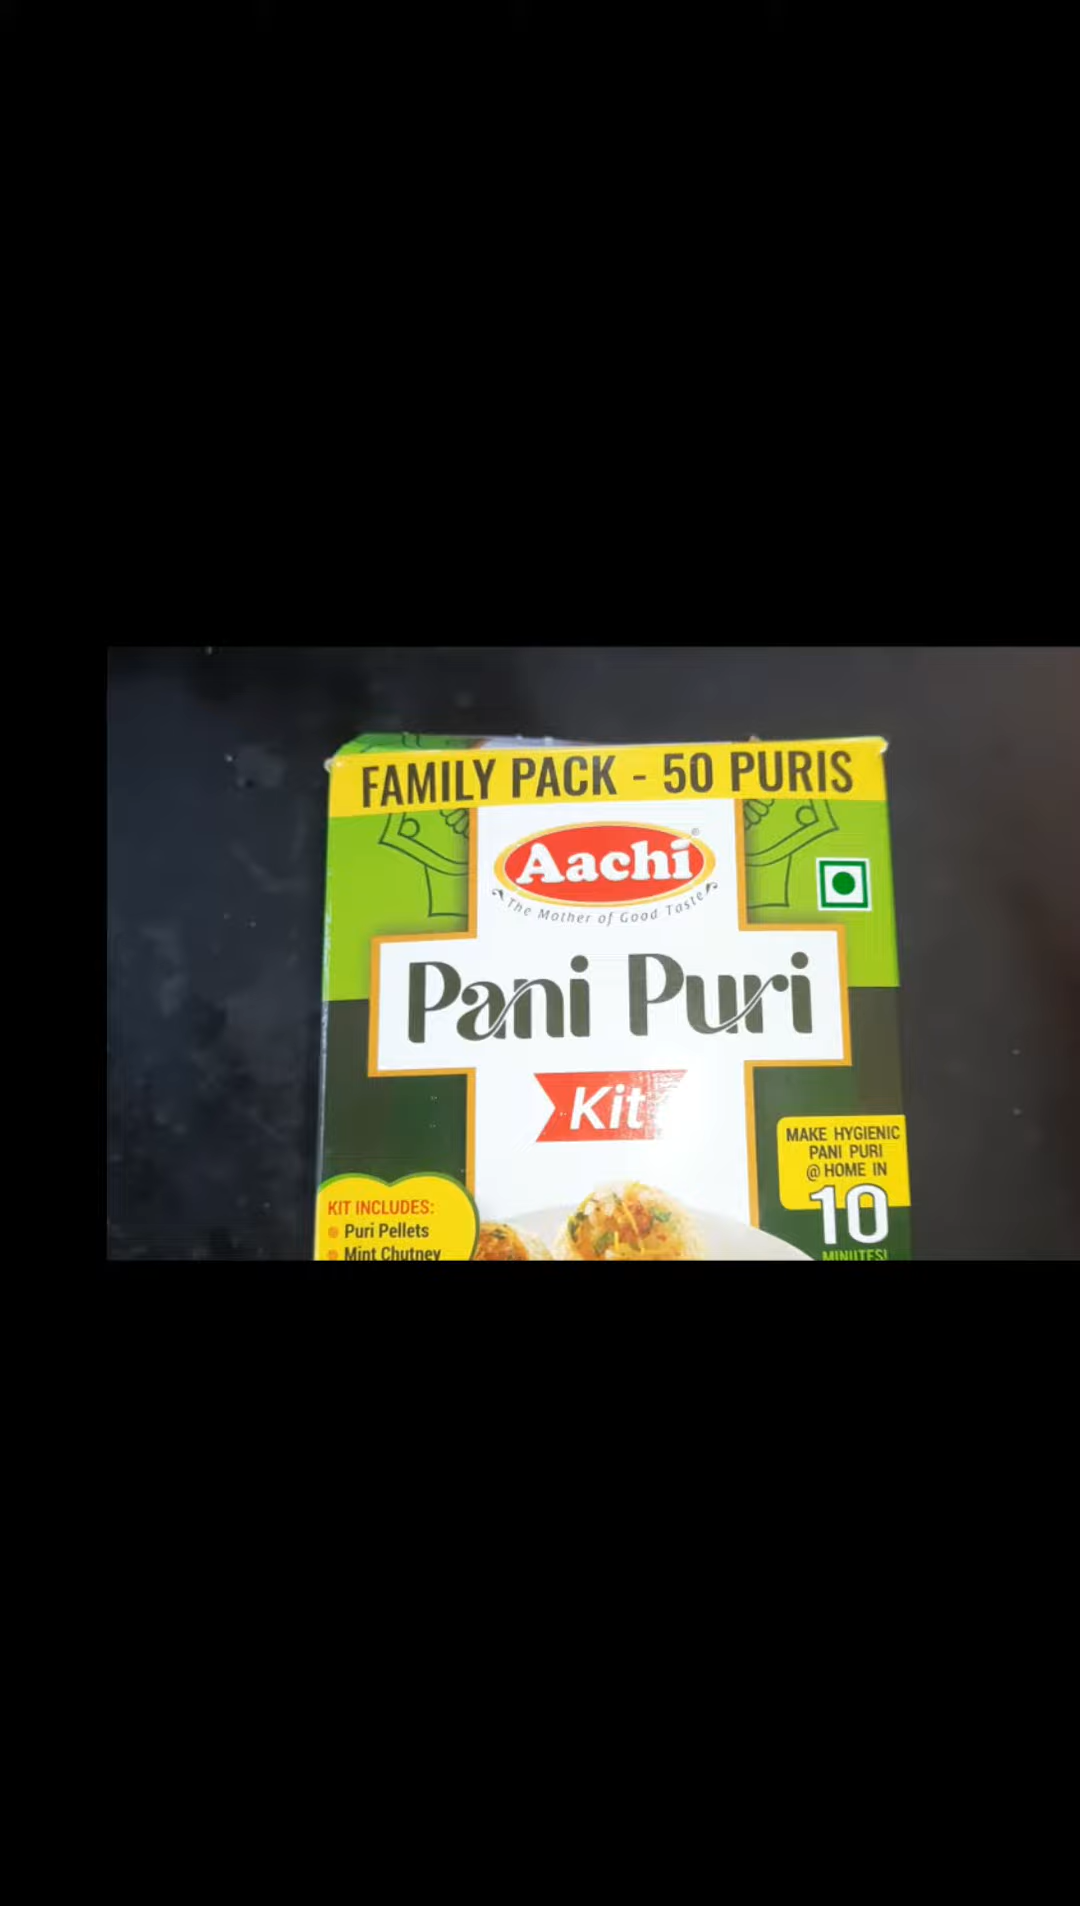 FAMILY PACK - 50 PURIS
Aachi®
The Mother of Good Taste
Pani Puri
Kit
MAKE HYGIENIC
PANI PURI
@ HOME IN
10
MINUTES!
KIT INCLUDES:
Puri Pellets
Mint Chutney